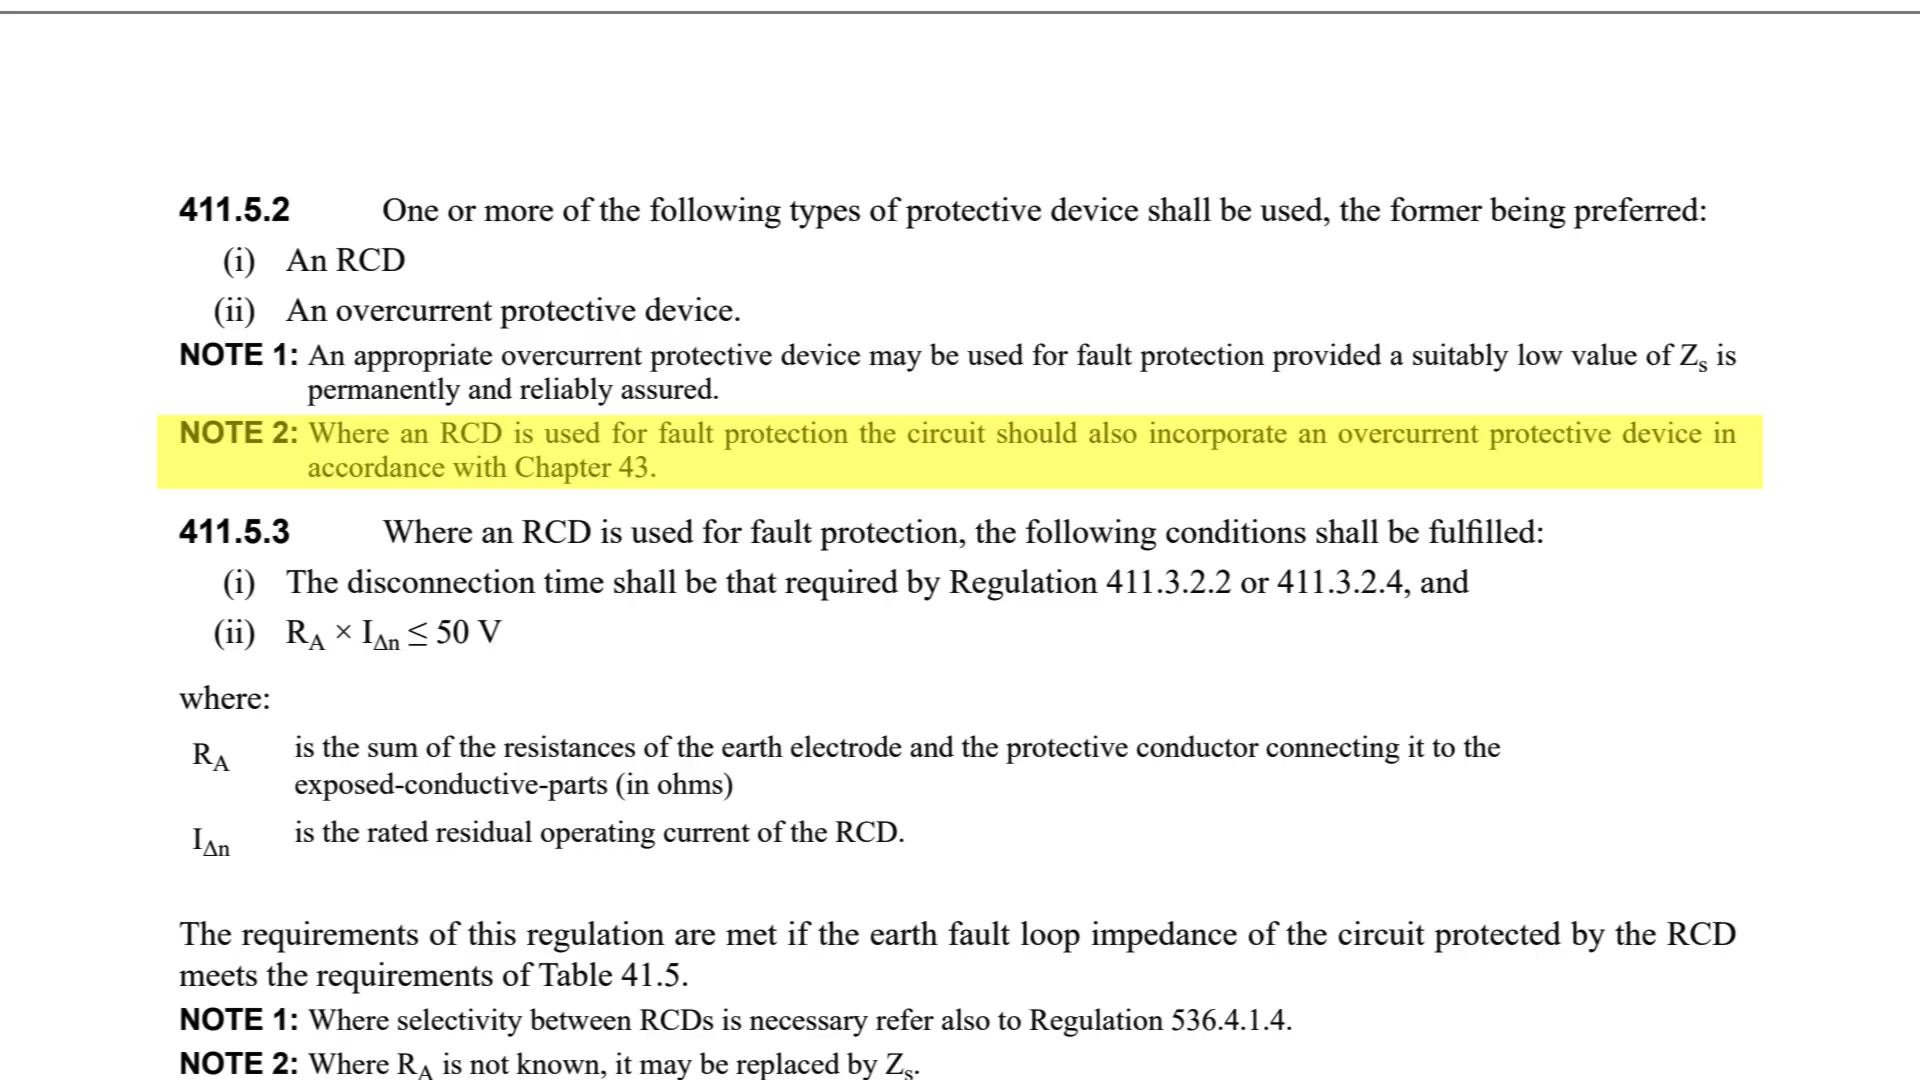 411.5.2 One or more of the following types of protective device shall be used, the former being preferred:
(i) An RCD
(ii) An overcurrent protective device.
NOTE 1: An appropriate overcurrent protective device may be used for fault protection provided a suitably low value of Zs is
permanently and reliably assured.
NOTE 2: Where an RCD is used for fault protection the circuit should also incorporate an overcurrent protective device in
accordance with Chapter 43.
411.5.3 Where an RCD is used for fault protection, the following conditions shall be fulfilled:
(i) The disconnection time shall be that required by Regulation 411.3.2.2 or 411.3.2.4, and
(ii) RA × IΔn ≤ 50 V
where:
RA is the sum of the resistances of the earth electrode and the protective conductor connecting it to the
exposed-conductive-parts (in ohms)
IΔn is the rated residual operating current of the RCD.
The requirements of this regulation are met if the earth fault loop impedance of the circuit protected by the RCD
meets the requirements of Table 41.5.
NOTE 1: Where selectivity between RCDs is necessary refer also to Regulation 536.4.1.4.
NOTE 2: Where RA is not known, it may be replaced by Zs.